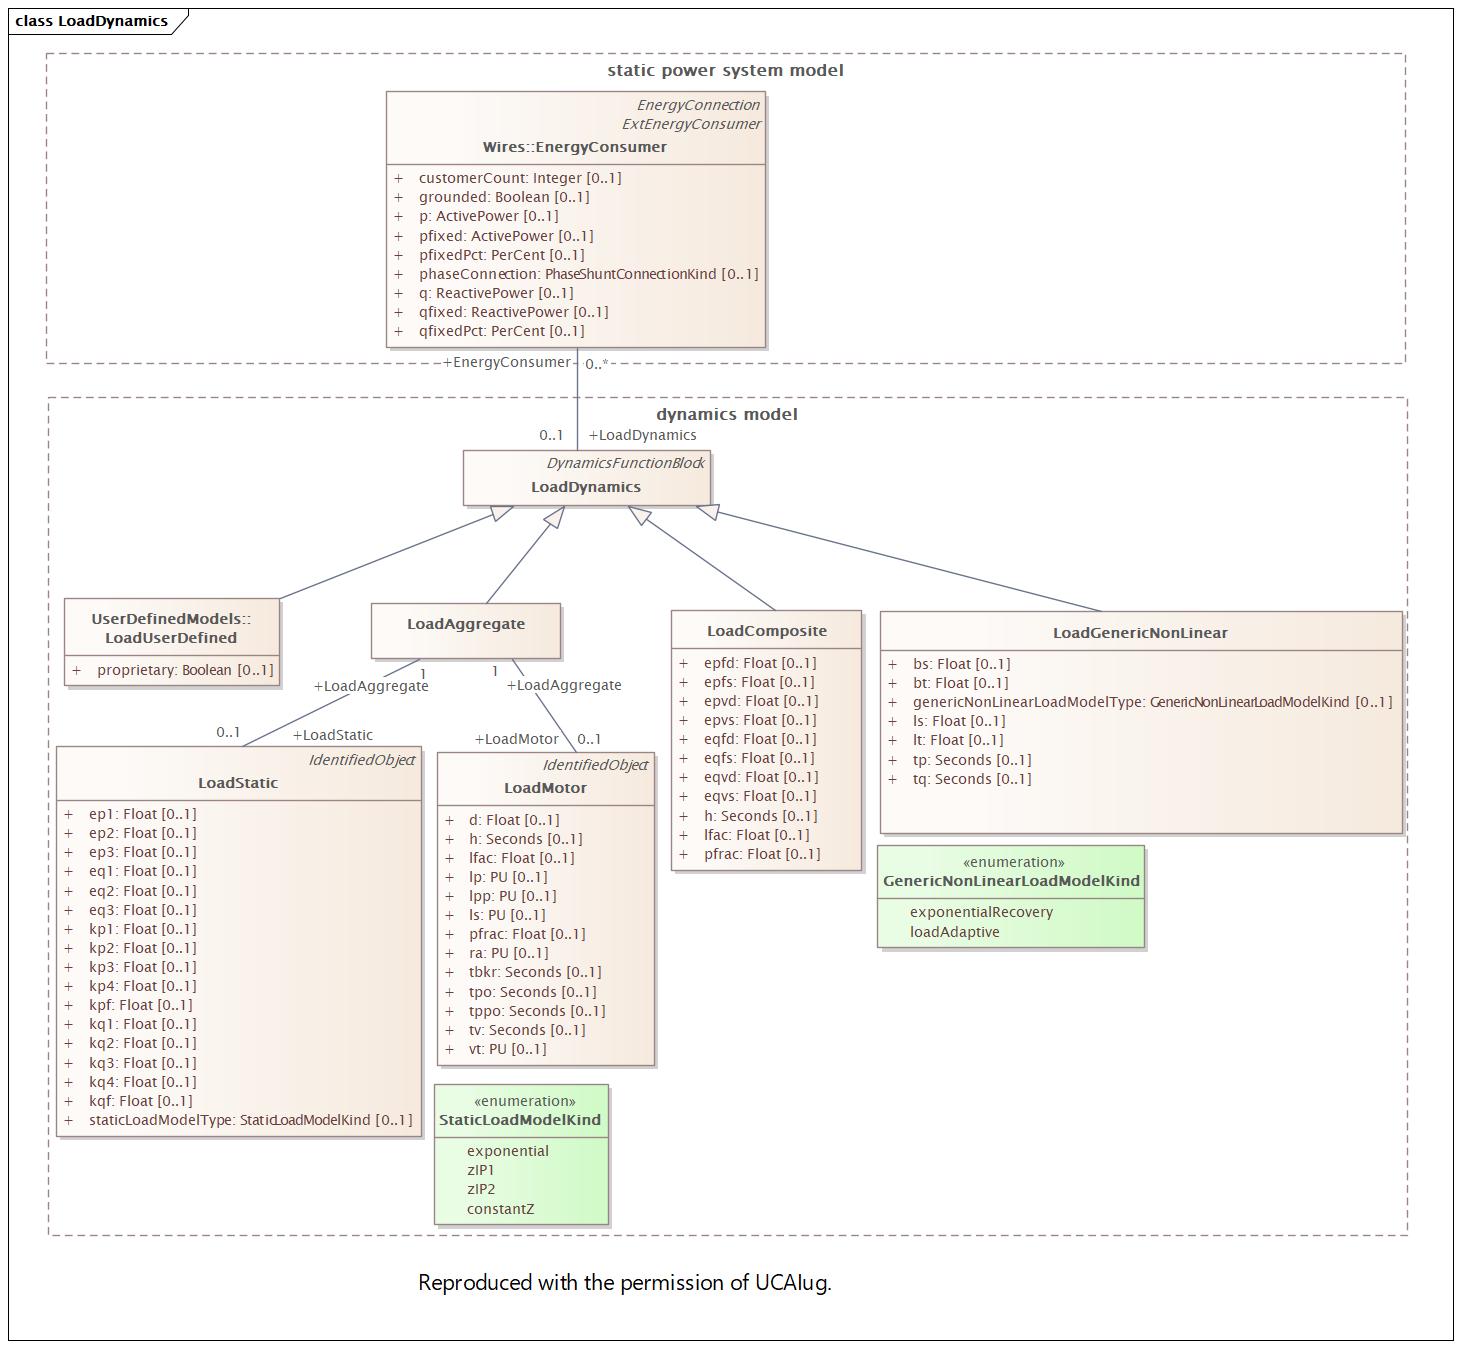 class LoadDynamics
static power system model
EnergyConnection
ExtEnergyConsumer
Wires::EnergyConsumer
+ customerCount: Integer [0..1]
+ grounded: Boolean [0..1]
+ p: ActivePower [0..1]
+ pfixed: ActivePower [0..1]
+ pfixedPct: PerCent [0..1]
+ phaseConnection: PhaseShuntConnectionKind [0..1]
+ q: ReactivePower [0..1]
+ qfixed: ReactivePower [0..1]
+ qfixedPct: PerCent [0..1]
+EnergyConsumer 0..*
dynamics model
0..1 +LoadDynamics
DynamicsFunctionBlock
LoadDynamics
UserDefinedModels::
LoadUserDefined
+ proprietary: Boolean [0..1]
LoadAggregate
1
+LoadAggregate
1
+LoadAggregate
0..1 +LoadStatic
+LoadMotor 0..1
IdentifiedObject
LoadStatic
+ ep1: Float [0..1]
+ ep2: Float [0..1]
+ ep3: Float [0..1]
+ eq1: Float [0..1]
+ eq2: Float [0..1]
+ eq3: Float [0..1]
+ kp1: Float [0..1]
+ kp2: Float [0..1]
+ kp3: Float [0..1]
+ kp4: Float [0..1]
+ kpf: Float [0..1]
+ kq1: Float [0..1]
+ kq2: Float [0..1]
+ kq3: Float [0..1]
+ kq4: Float [0..1]
+ kqf: Float [0..1]
+ staticLoadModelType: StaticLoadModelKind [0..1]
IdentifiedObject
LoadMotor
+ d: Float [0..1]
+ h: Seconds [0..1]
+ lfac: Float [0..1]
+ lp: PU [0..1]
+ lpp: PU [0..1]
+ ls: PU [0..1]
+ pfrac: Float [0..1]
+ ra: PU [0..1]
+ tbkr: Seconds [0..1]
+ tpo: Seconds [0..1]
+ tppo: Seconds [0..1]
+ tv: Seconds [0..1]
+ vt: PU [0..1]
«enumeration»
StaticLoadModelKind
exponential
zIP1
zIP2
constantZ
LoadComposite
+ epfd: Float [0..1]
+ epfs: Float [0..1]
+ epvd: Float [0..1]
+ epvs: Float [0..1]
+ eqfd: Float [0..1]
+ eqfs: Float [0..1]
+ eqvd: Float [0..1]
+ eqvs: Float [0..1]
+ h: Seconds [0..1]
+ lfac: Float [0..1]
+ pfrac: Float [0..1]
LoadGenericNonLinear
+ bs: Float [0..1]
+ bt: Float [0..1]
+ genericNonLinearLoadModelType: GenericNonLinearLoadModelKind [0..1]
+ ls: Float [0..1]
+ lt: Float [0..1]
+ tp: Seconds [0..1]
+ tq: Seconds [0..1]
«enumeration»
GenericNonLinearLoadModelKind
exponentialRecovery
loadAdaptive
Reproduced with the permission of UCAIug.